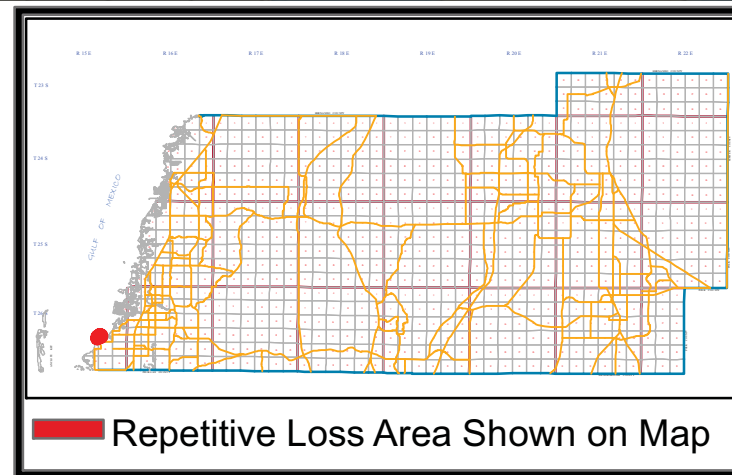 R 15 E R 16 E R 17 E R 18 E R 19 E R 20 E R 21 E R 22 E
T 23 S
T 24 S
GULF OF MEXICO
T 25 S
T 26 S
Repetitive Loss Area Shown on Map